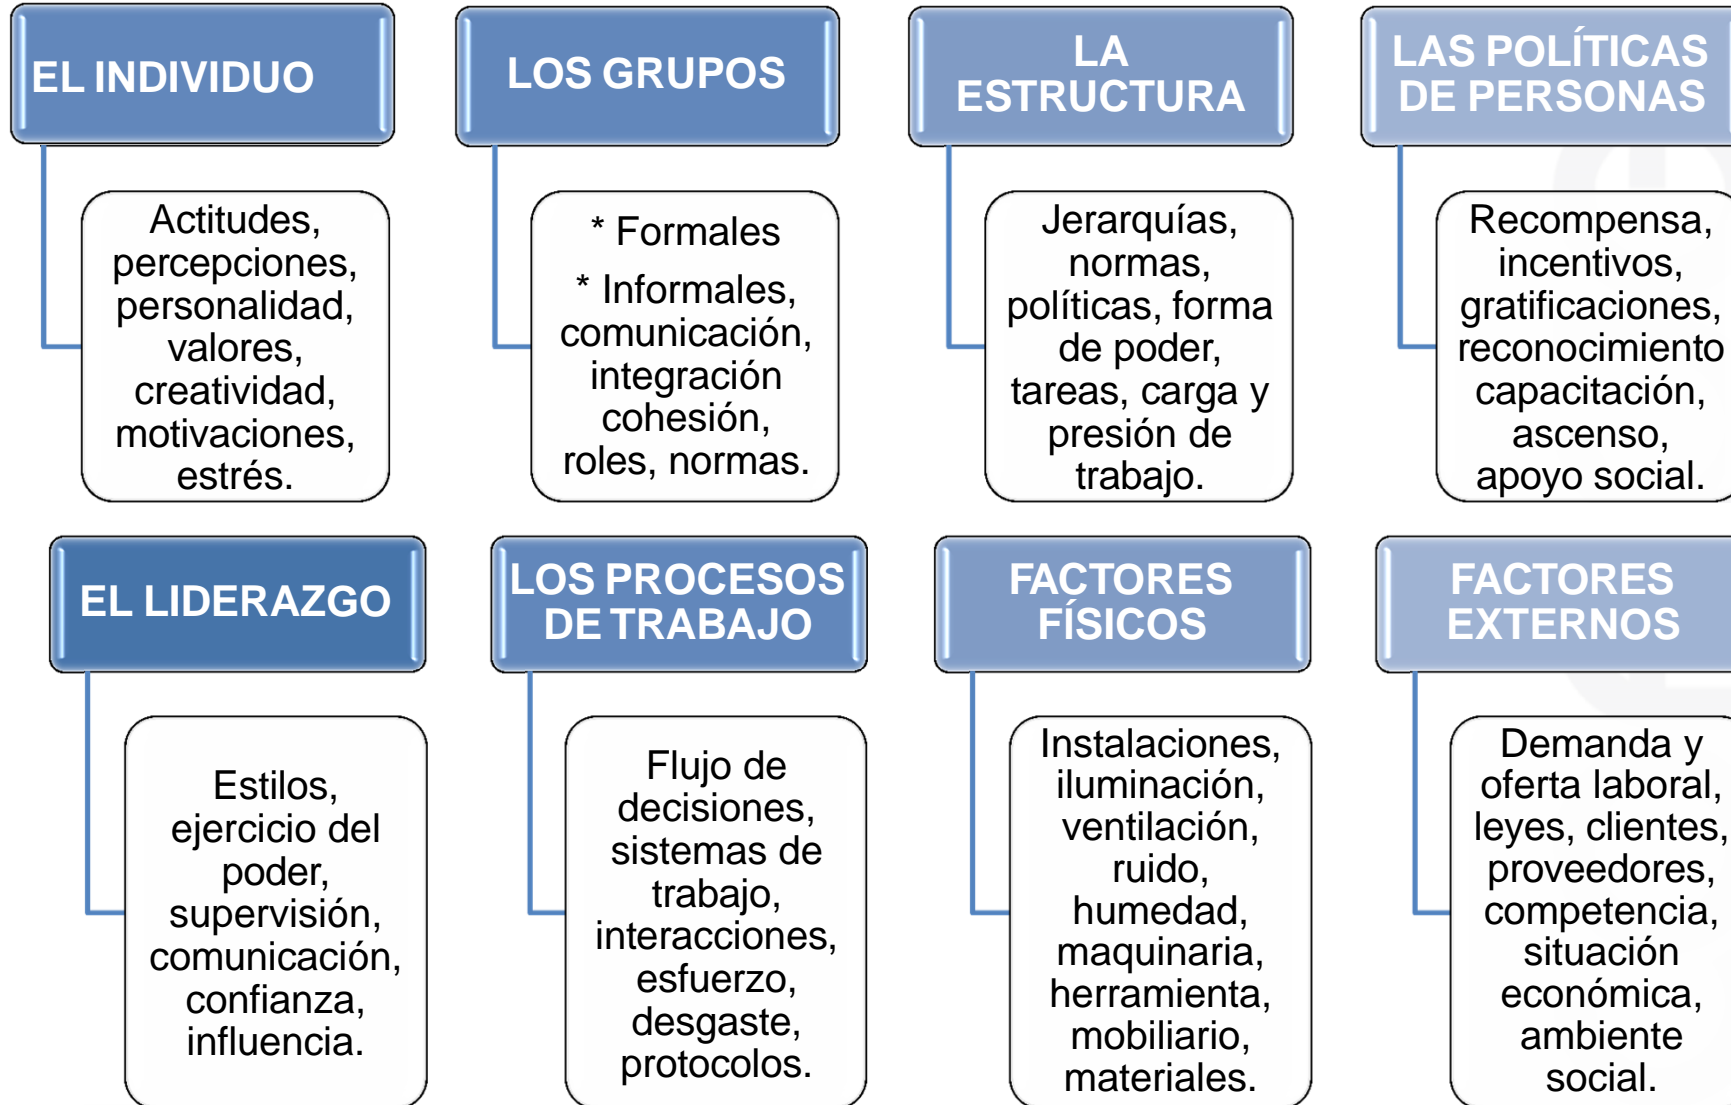 EL INDIVIDUO
Actitudes,
percepciones,
personalidad,
valores,
creatividad,
motivaciones,
estrés.
LOS GRUPOS
* Formales
* Informales,
comunicación,
integración
cohesión,
roles, normas.
LA
ESTRUCTURA
Jerarquías,
normas,
políticas, forma
de poder,
tareas, carga y
presión de
trabajo.
LAS POLÍTICAS
DE PERSONAS
Recompensa,
incentivos,
gratificaciones,
reconocimiento
capacitación,
ascenso,
apoyo social.
EL LIDERAZGO
Estilos,
ejercicio del
poder,
supervisión,
comunicación,
confianza,
influencia.
LOS PROCESOS
DE TRABAJO
Flujo de
decisiones,
sistemas de
trabajo,
interacciones,
esfuerzo,
desgaste,
protocolos.
FACTORES
FÍSICOS
Instalaciones,
iluminación,
ventilación,
ruido,
humedad,
maquinaria,
herramienta,
mobiliario,
materiales.
FACTORES
EXTERNOS
Demanda y
oferta laboral,
leyes, clientes,
proveedores,
competencia,
situación
económica,
ambiente
social.